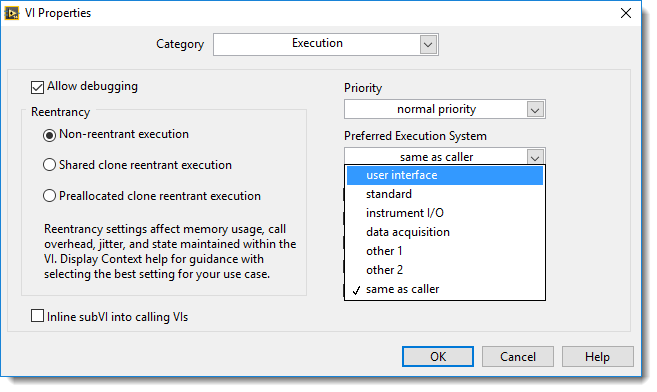 VI Properties
Category
Execution
Allow debugging
Reentrancy
Non-reentrant execution
Shared clone reentrant execution
Preallocated clone reentrant execution
Reentrancy settings affect memory usage, call
overhead, jitter, and state maintained within the
VI. Display Context help for guidance with
selecting the best setting for your use case.
Inline subVI into calling VIs
Priority
normal priority
Preferred Execution System
same as caller
user interface
standard
instrument I/O
data acquisition
other 1
other 2
same as caller
OK
Cancel
Help